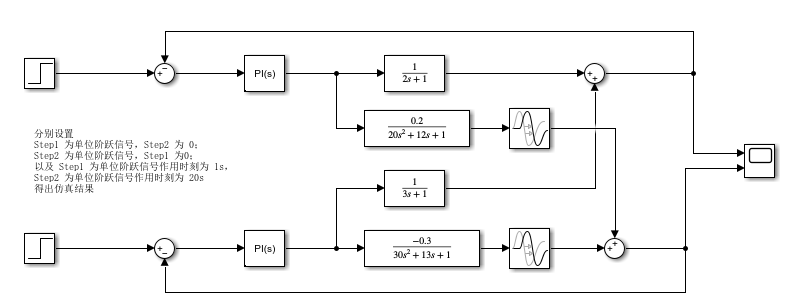 PI(s)
1
2s + 1
0.2
20s² + 12s + 1
分别设置
Step1 为单位阶跃信号，Step2 为 0；
Step2 为单位阶跃信号，Step1 为0；
以及 Step1 为单位阶跃信号作用时刻为 1s，
Step2 为单位阶跃信号作用时刻为 20s
得出仿真结果
1
3s + 1
PI(s)
−0.3
30s² + 13s + 1